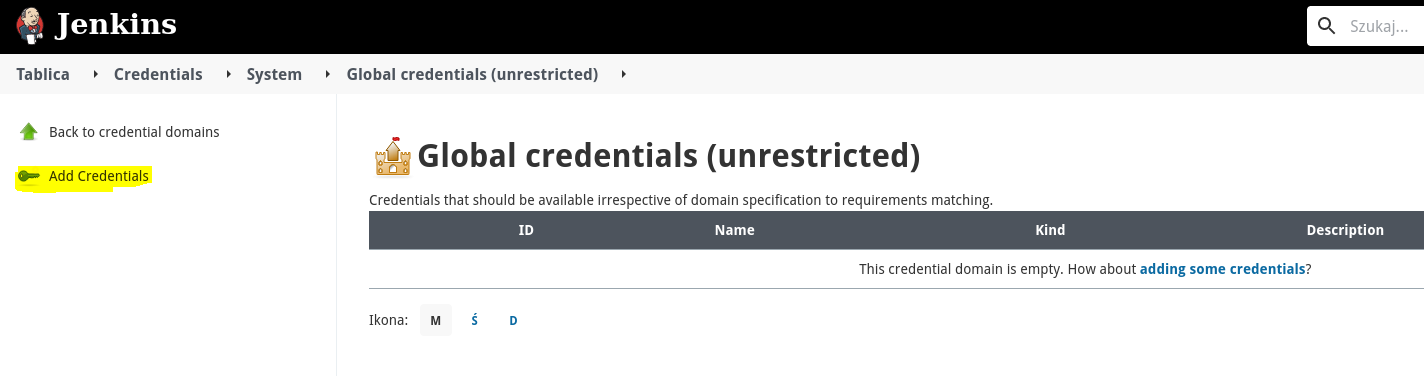 Jenkins
Szukaj...
Tablica Credentials System Global credentials (unrestricted)
Back to credential domains
Add Credentials
Global credentials (unrestricted)
Credentials that should be available irrespective of domain specification to requirements matching.
ID Name Kind Description
This credential domain is empty. How about adding some credentials?
Ikona: M Ś D